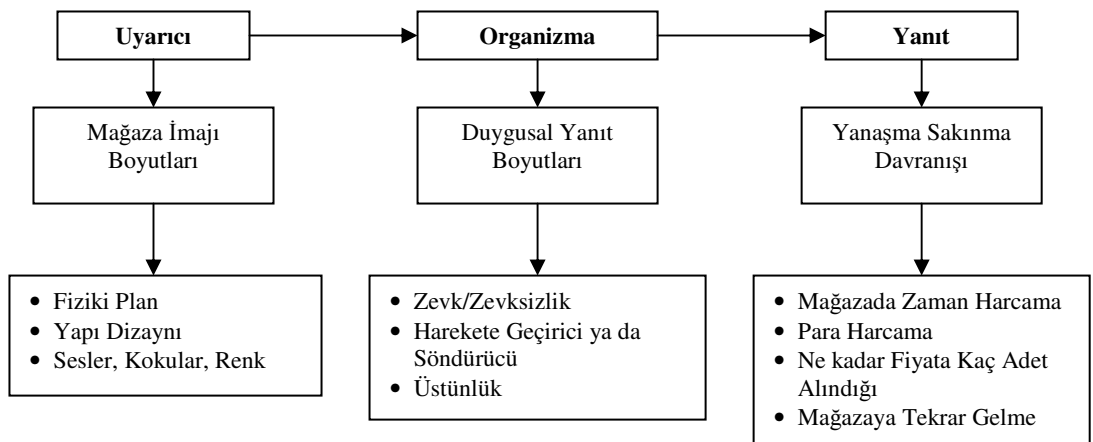 Uyarıcı
Organizma
Yanıt
Mağaza İmajı
Boyutları
Duygusal Yanıt
Boyutları
Yanaşma Sakınma
Davranışı
• Fiziki Plan
• Yapı Dizaynı
• Sesler, Kokular, Renk
• Zevk/Zevksizlik
• Harekete Geçirici ya da
Söndürücü
• Üstünlük
• Mağazada Zaman Harcama
• Para Harcama
• Ne kadar Fiyata Kaç Adet
Alındığı
• Mağazaya Tekrar Gelme